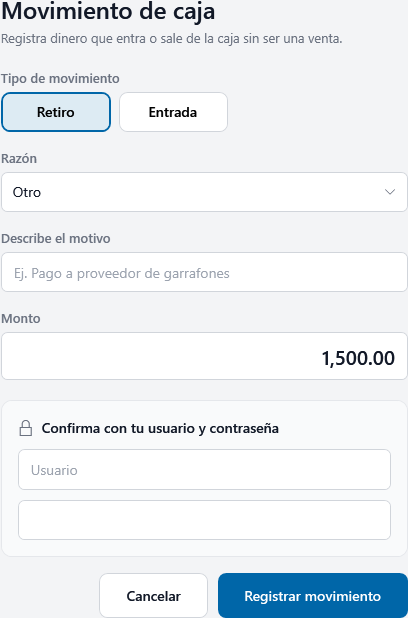 Movimiento de caja
Registra dinero que entra o sale de la caja sin ser una venta.
Tipo de movimiento
Retiro
Entrada
Razón
Otro
Describe el motivo
Ej. Pago a proveedor de garrafones
Monto
1,500.00
Confirma con tu usuario y contraseña
Usuario
Cancelar
Registrar movimiento